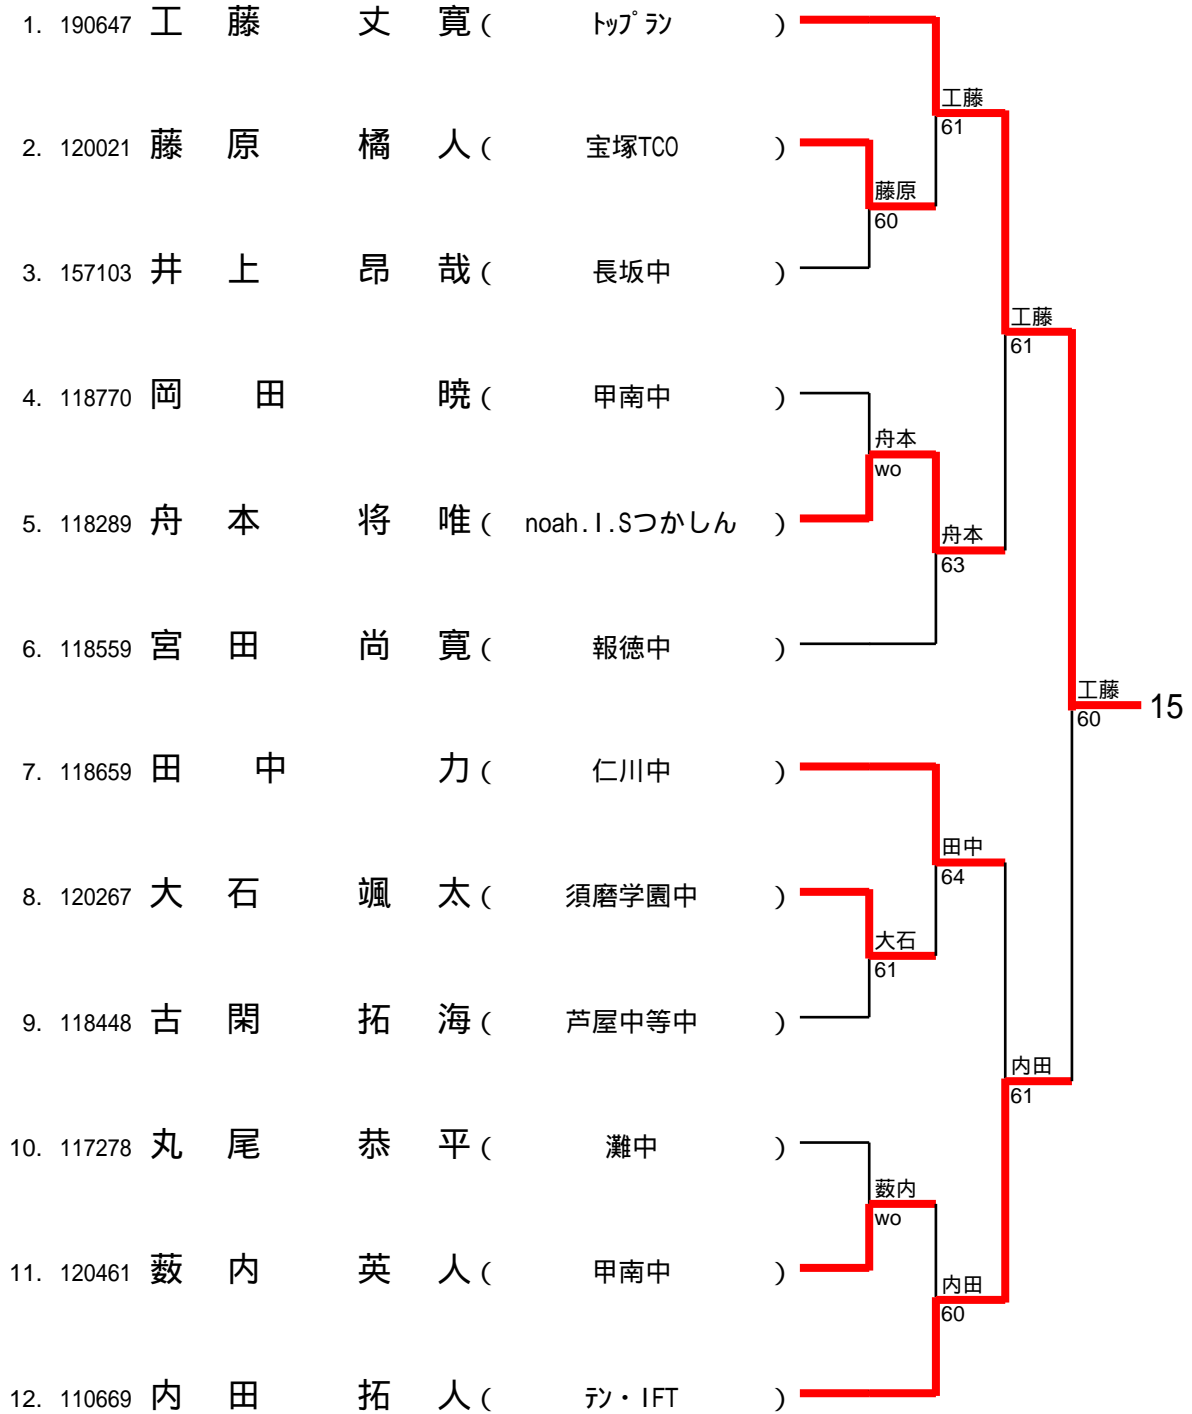 1. 190647 工藤 丈寛 ( トップラン )
工藤
61
2. 120021 藤原 橘人 ( 宝塚TCO )
藤原
60
3. 157103 井上 昂哉 ( 長坂中 )
工藤
61
4. 118770 岡田 暁 ( 甲南中 )
舟本
wo
5. 118289 舟本 将唯 ( noah.I.Sつかしん )
舟本
63
6. 118559 宮田 尚寛 ( 報徳中 )
工藤
60
15
7. 118659 田中 力 ( 仁川中 )
田中
64
8. 120267 大石 颯太 ( 須磨学園中 )
大石
61
9. 118448 古閑 拓海 ( 芦屋中等中 )
内田
61
10. 117278 丸尾 恭平 ( 灘中 )
薮内
wo
11. 120461 薮内 英人 ( 甲南中 )
内田
60
12. 110669 内田 拓人 ( テン・IFT )